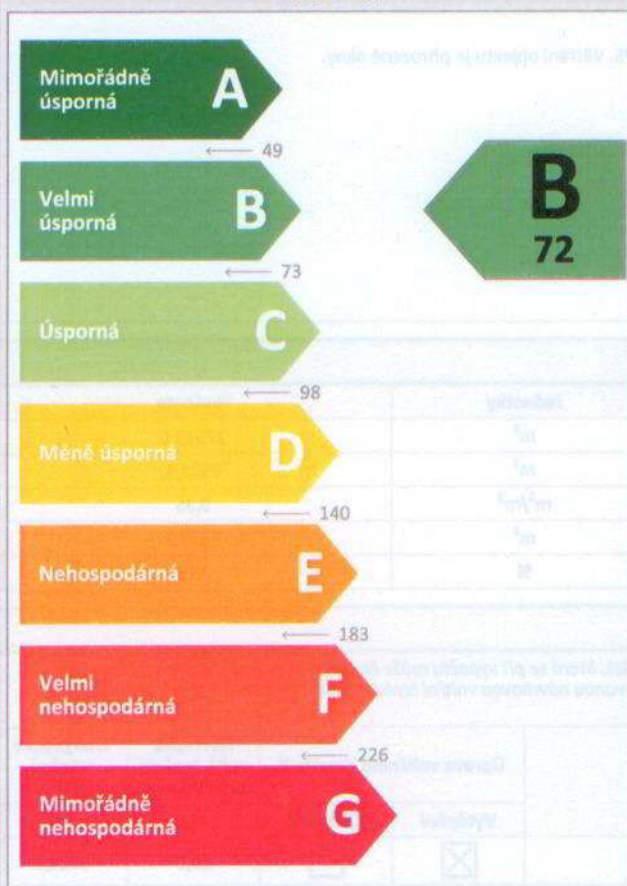 Mimořádně
úsporná
A
49
B
72
Velmi
úsporná
B
73
Úsporná
C
98
Méně úsporná
D
140
Nehospodárná
E
183
Velmi
nehospodárná
F
226
Mimořádně
nehospodárná
G